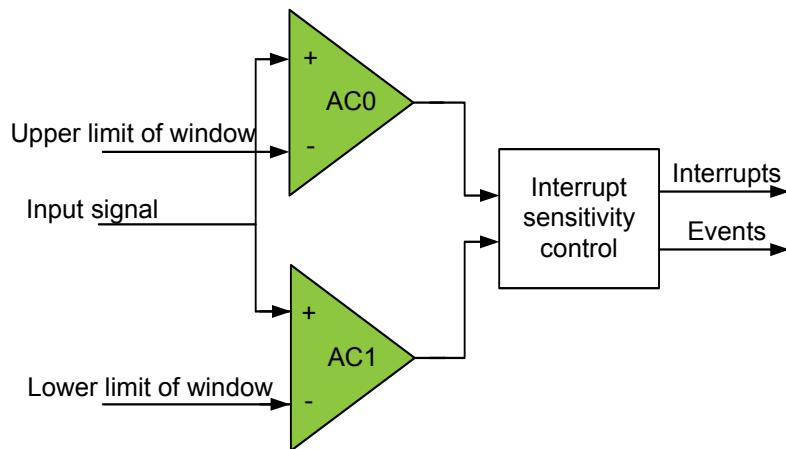 +
AC0
-
Upper limit of window
Input signal
Interrupt
sensitivity
control
Interrupts
Events
+
AC1
-
Lower limit of window